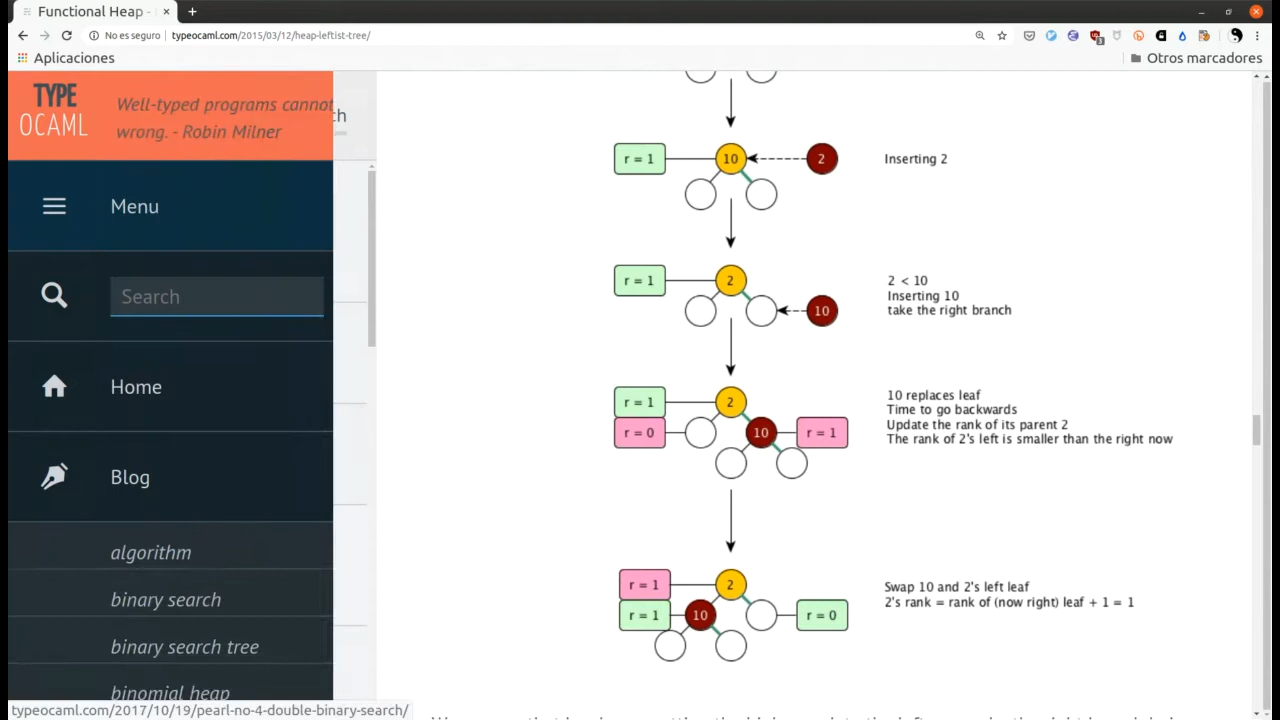 Functional Heap -
No es seguro
typeocaml.com/2015/03/12/heap-leftist-tree/
Aplicaciones
Otros marcadores
TYPE
OCAML
Well-typed programs cannot
wrong. - Robin Milner
ch
Menu
Search
Home
Blog
algorithm
binary search
binary search tree
binomial heap
typeocaml.com/2017/10/19/pearl-no-4-double-binary-search/
r = 1
10
2
Inserting 2
r = 1
2
10
2 < 10
Inserting 10
take the right branch
r = 1
2
r = 0
10
r = 1
10 replaces leaf
Time to go backwards
Update the rank of its parent 2
The rank of 2's left is smaller than the right now
r = 1
2
r = 1
10
r = 0
Swap 10 and 2's left leaf
2's rank = rank of (now right) leaf + 1 = 1